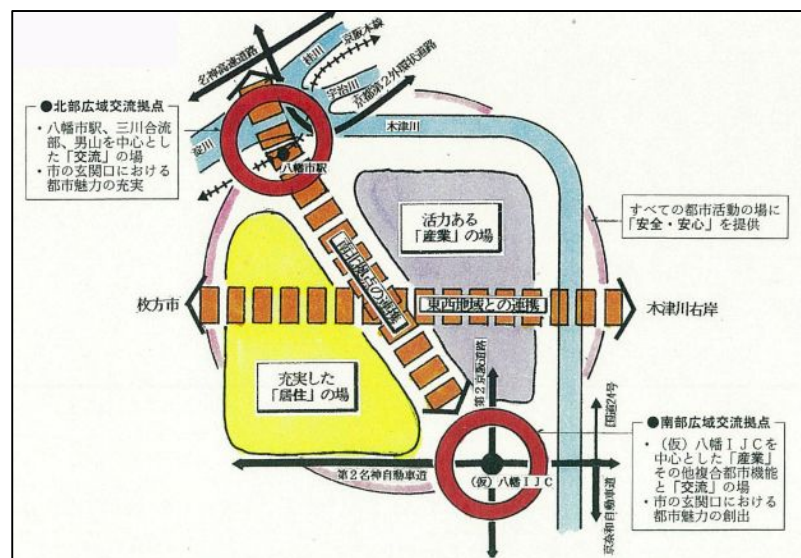 名神高速道路
桂川
京阪本線
宇治川
京都第2外環状道路
●北部広域交流拠点
・八幡市駅、三川合流
部、男山を中心とし
た「交流」の場
・市の玄関口における
都市魅力の充実
淀川
八幡市駅
木津川
活力ある
「産業」の場
すべての都市活動の場に
「安全・安心」を提供
南北拠点の連携
枚方市
東西地域との連携
木津川右岸
充実した
「居住」の場
第2京阪道路
国道24号
第2名神自動車道
(仮)八幡IJC
●南部広域交流拠点
・(仮)八幡IJCを
中心とした「産業」
その他複合都市機能
と「交流」の場
・市の玄関口における
都市魅力の創出
京奈和自動車道